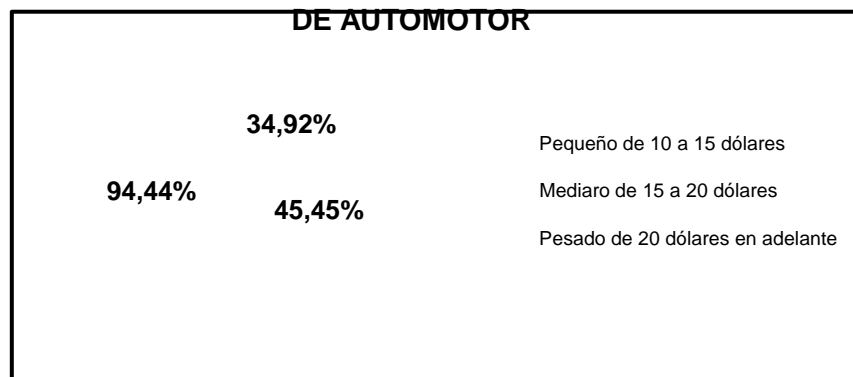 DE AUTOMOTOR
34,92%
94,44%
45,45%
Pequeño de 10 a 15 dólares
Mediaro de 15 a 20 dólares
Pesado de 20 dólares en adelante